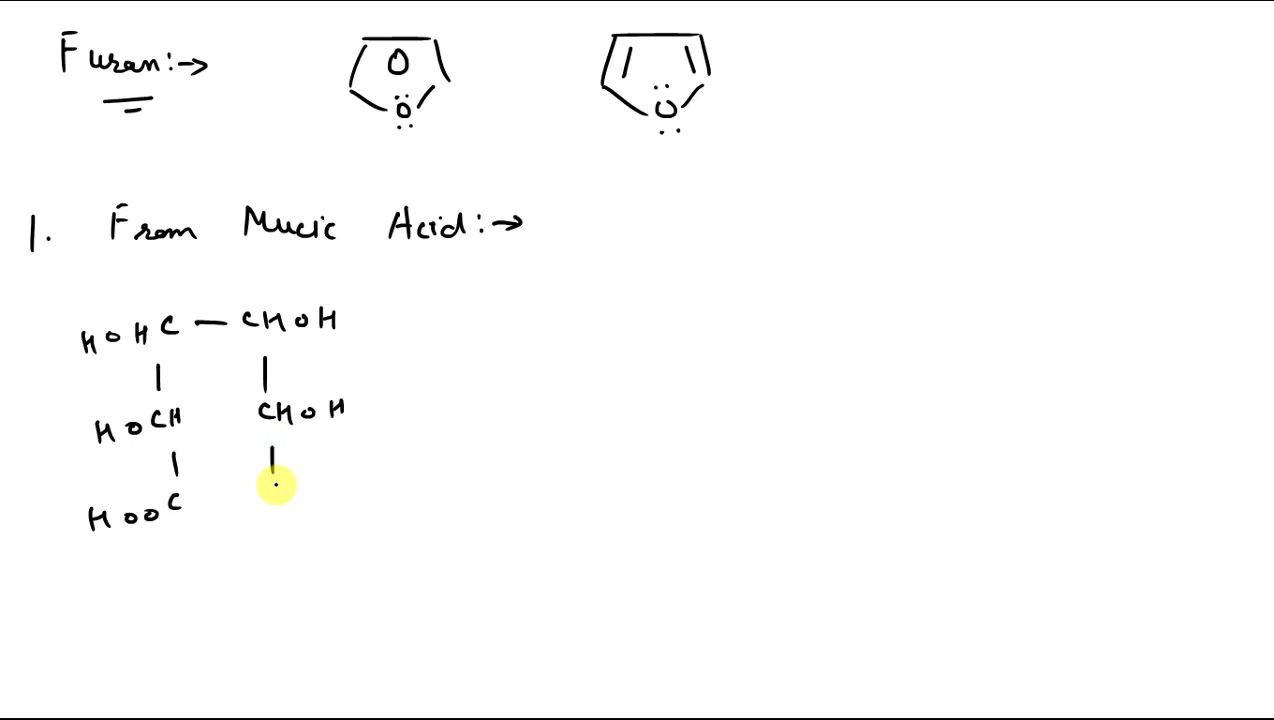 Furan:→
O O
Ö Ö
1. From Mucic Acid:→
HOHC — CHOH
HOCH CHOH
HOOC